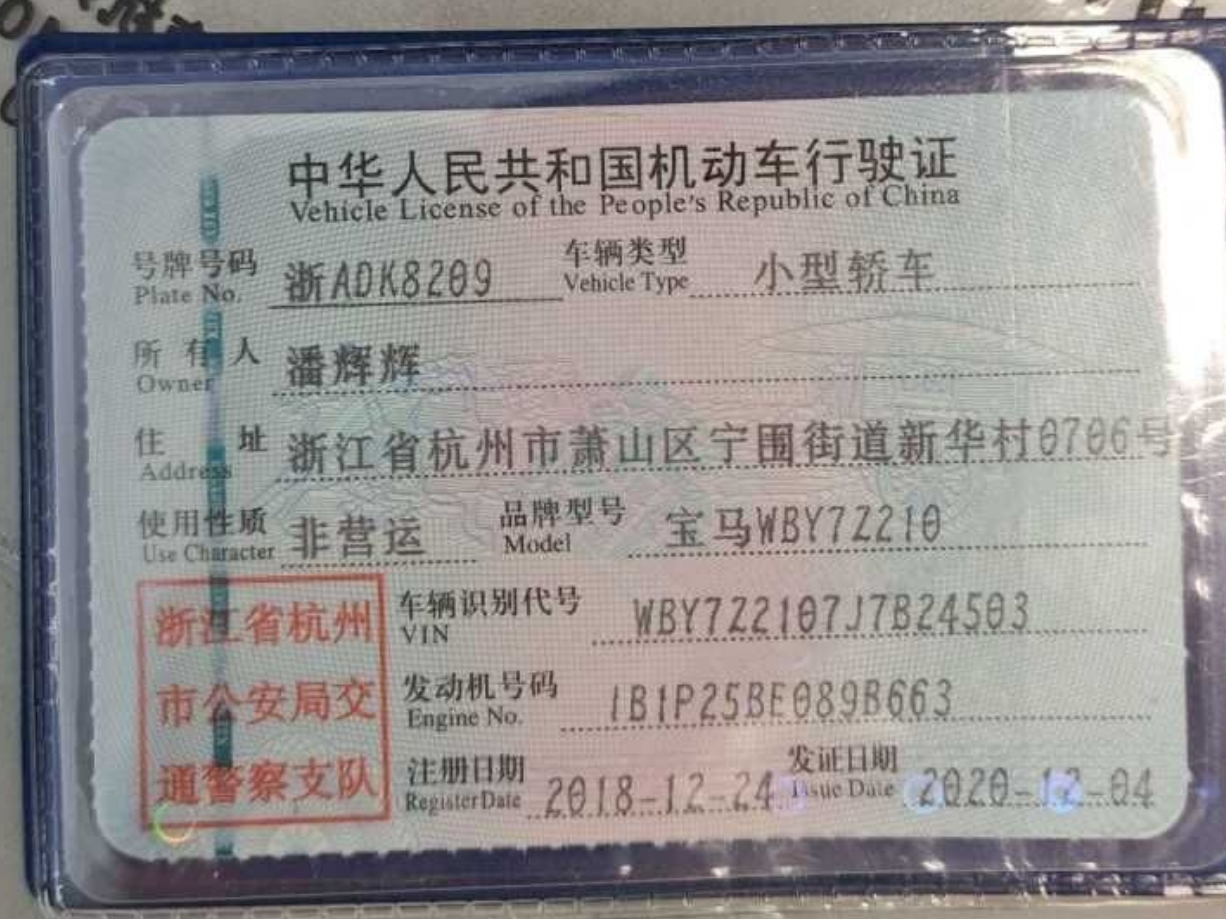 中华人民共和国机动车行驶证
Vehicle License of the People's Republic of China
号牌号码 浙ADK8209 车辆类型 小型轿车
Plate No. Vehicle Type
所有人 潘辉辉
Owner
住址 浙江省杭州市萧山区宁围街道新华村0706号
Address
使用性质 非营运 品牌型号 宝马WBY7Z210
Use Character Model
浙江省杭州
市公安局交
通警察支队
车辆识别代号 WBY7Z2107J7B24503
VIN
发动机号码 1B1P25BE089B663
Engine No.
注册日期 2018-12-24 发证日期 2020-12-04
Register Date Issue Date